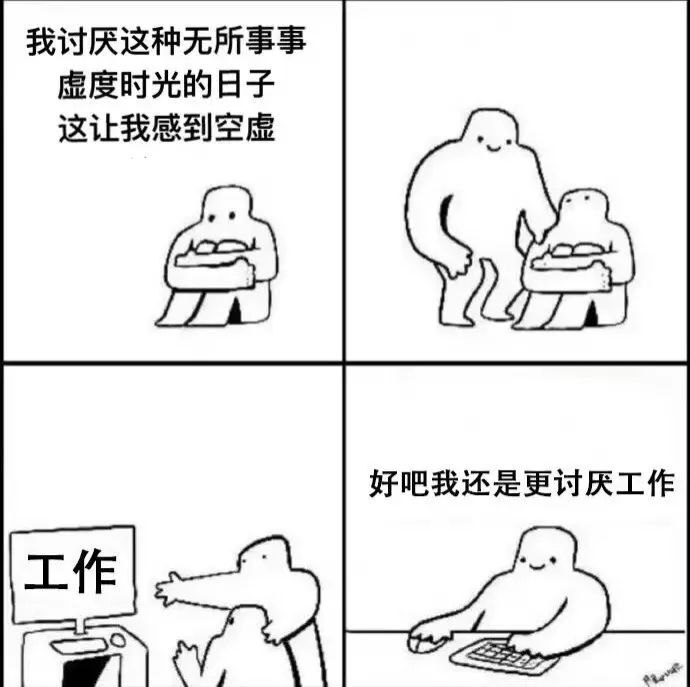 我讨厌这种无所事事
虚度时光的日子
这让我感到空虚
工作
好吧我还是更讨厌工作